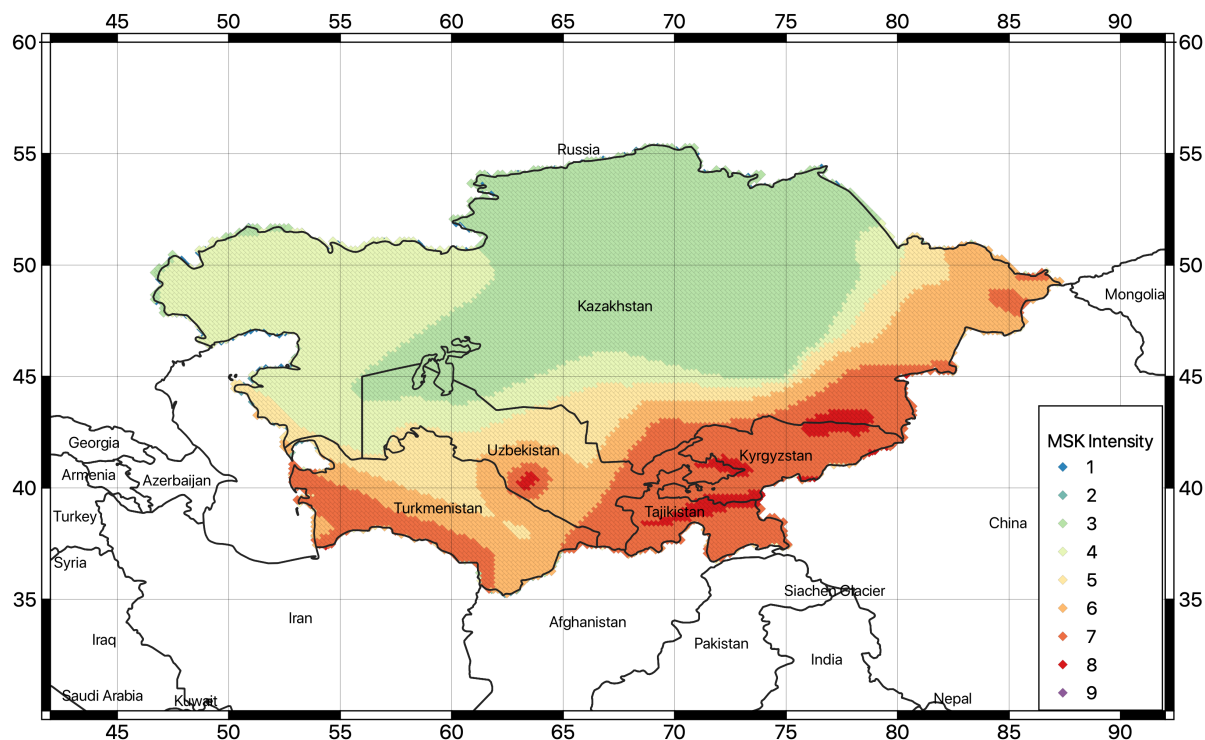 45 50 55 60 65 70 75 80 85 90
60 60
55 Russia 55
50 50
Mongolia
Kazakhstan
45 45
MSK Intensity
Georgia Uzbekistan Kyrgyzstan
Armenia Azerbaijan
1
40 40
2
Turkey Turkmenistan Tajikistan China
3
4
Syria
5
Siachen Glacier
35 35
6
Iran Afghanistan
7
Iraq Pakistan
India
8
Saudi Arabia Kuwait Nepal
9
45 50 55 60 65 70 75 80 85 90